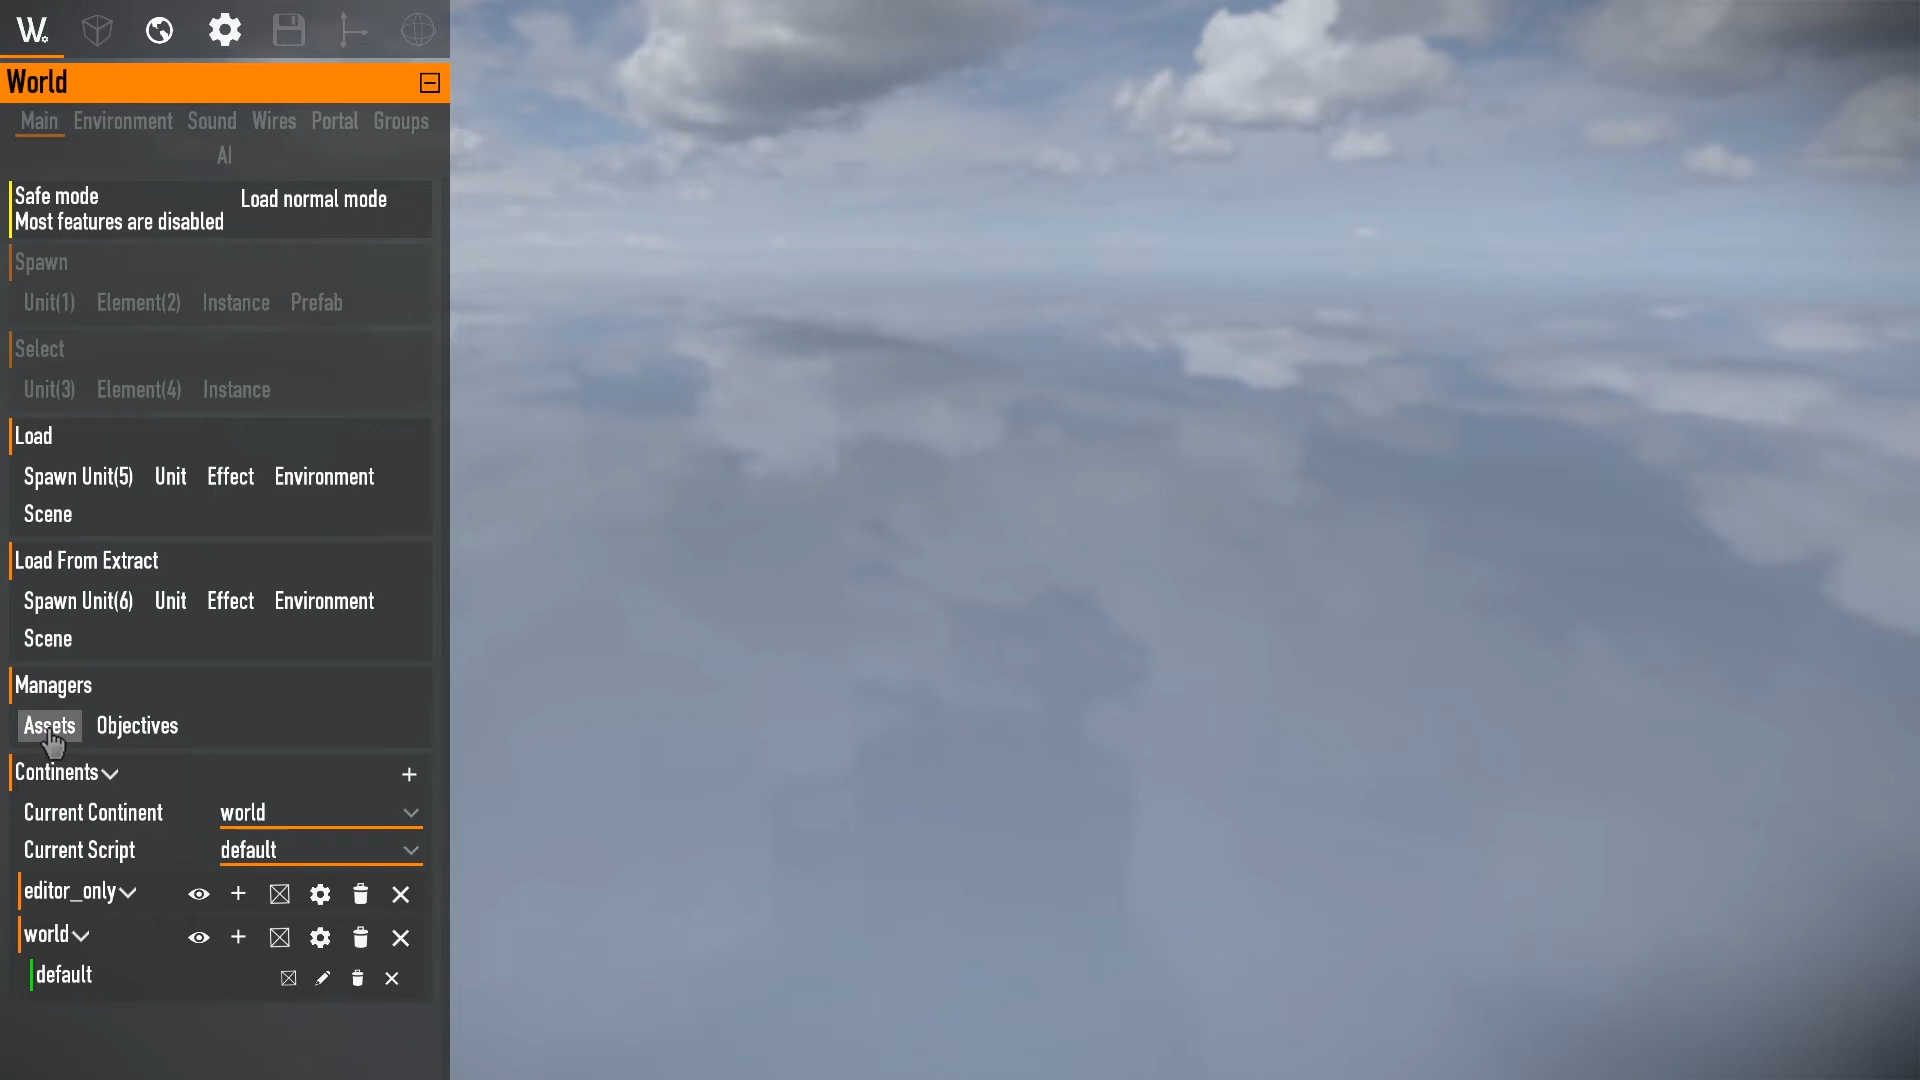 W.
World
Main Environment Sound Wires Portal Groups
AI
Safe mode
Most features are disabled
Load normal mode
Spawn
Unit(1) Element(2) Instance Prefab
Select
Unit(3) Element(4) Instance
Load
Spawn Unit(5) Unit Effect Environment
Scene
Load From Extract
Spawn Unit(6) Unit Effect Environment
Scene
Managers
Assets Objectives
Continents
Current Continent world
Current Script default
editor_only
world
default